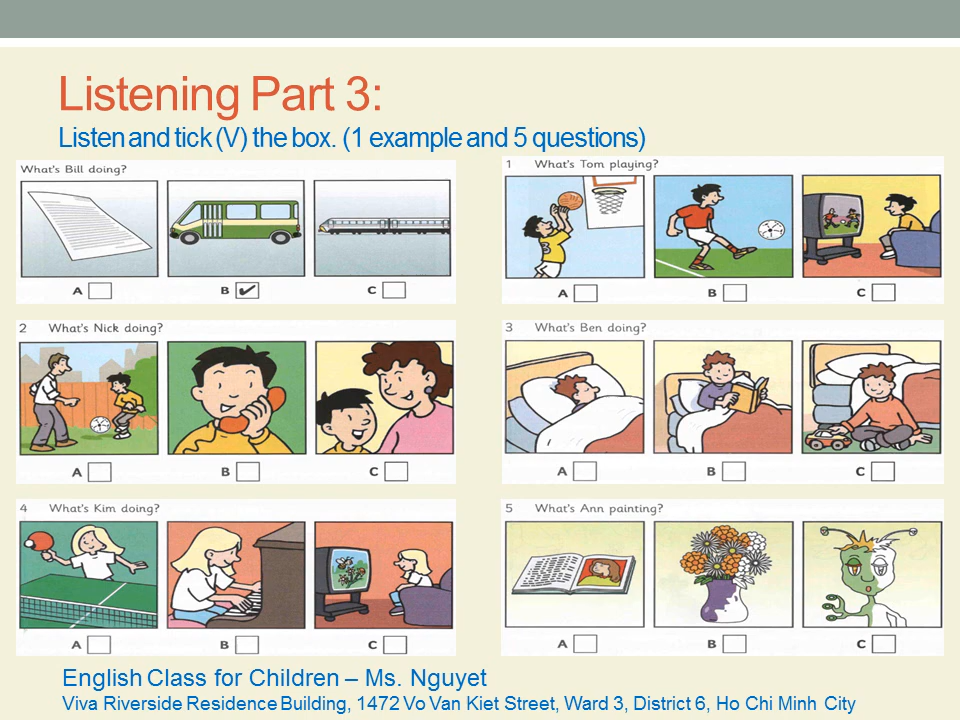 Listening Part 3:
Listen and tick (V) the box. (1 example and 5 questions)
What's Bill doing?
A B ✔ C
1 What's Tom playing?
A B C
2 What's Nick doing?
A B C
3 What's Ben doing?
A B C
4 What's Kim doing?
A B C
5 What's Ann painting?
A B C
English Class for Children – Ms. Nguyet
Viva Riverside Residence Building, 1472 Vo Van Kiet Street, Ward 3, District 6, Ho Chi Minh City